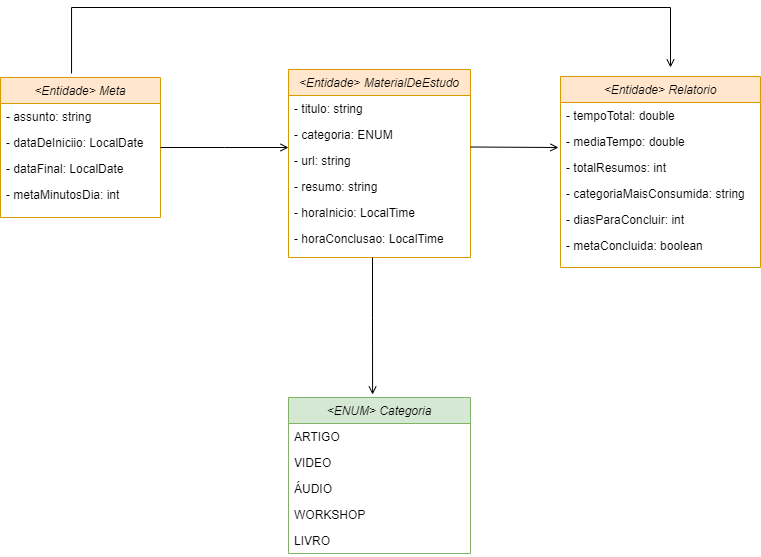 <Entidade> Meta
- assunto: string
- dataDeIniciio: LocalDate
- dataFinal: LocalDate
- metaMinutosDia: int
<Entidade> MaterialDeEstudo
- titulo: string
- categoria: ENUM
- url: string
- resumo: string
- horaInicio: LocalTime
- horaConclusao: LocalTime
<Entidade> Relatorio
- tempoTotal: double
- mediaTempo: double
- totalResumos: int
- categoriaMaisConsumida: string
- diasParaConcluir: int
- metaConcluida: boolean
<ENUM> Categoria
ARTIGO
VIDEO
ÁUDIO
WORKSHOP
LIVRO